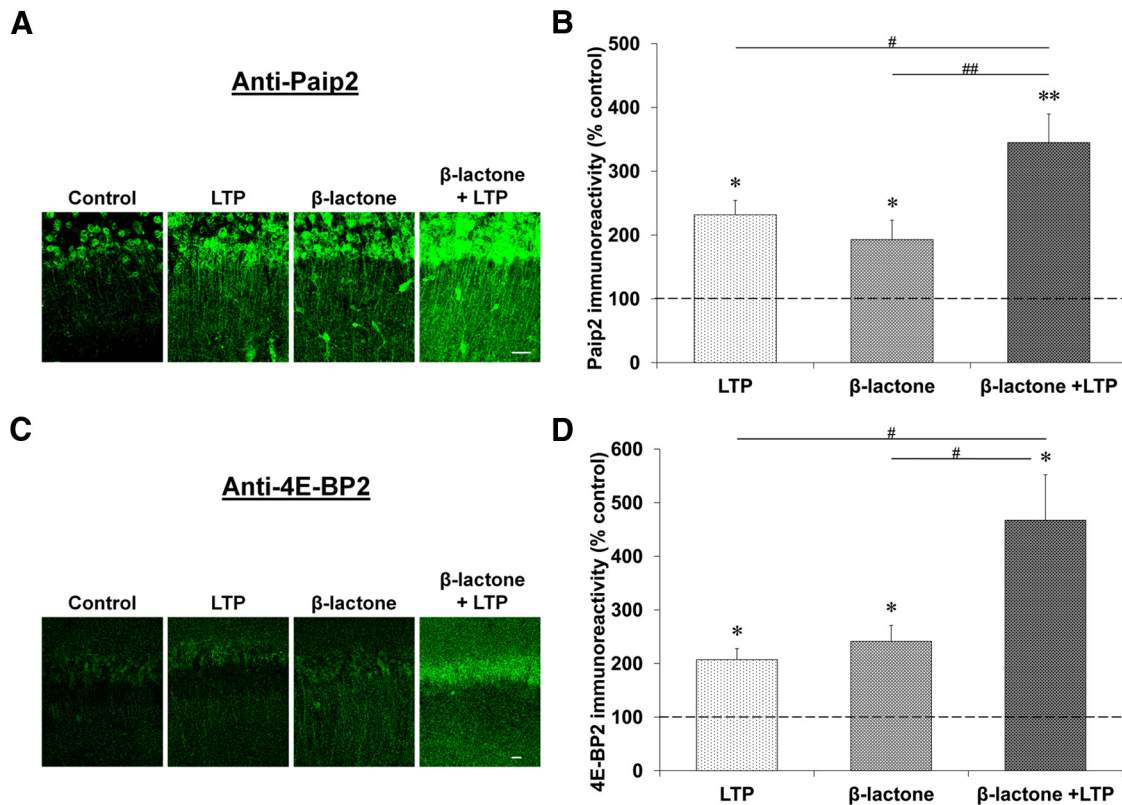 A
Anti-Paip2
Control
LTP
β-lactone
β-lactone
+ LTP
B
Paip2 immunoreactivity (% control)
500
400
300
200
100
0
#
##
*
*
**
LTP
β-lactone
β-lactone +LTP
C
Anti-4E-BP2
Control
LTP
β-lactone
β-lactone
+ LTP
D
4E-BP2 immunoreactivity (% control)
600
500
400
300
200
100
0
#
#
*
*
*
LTP
β-lactone
β-lactone +LTP